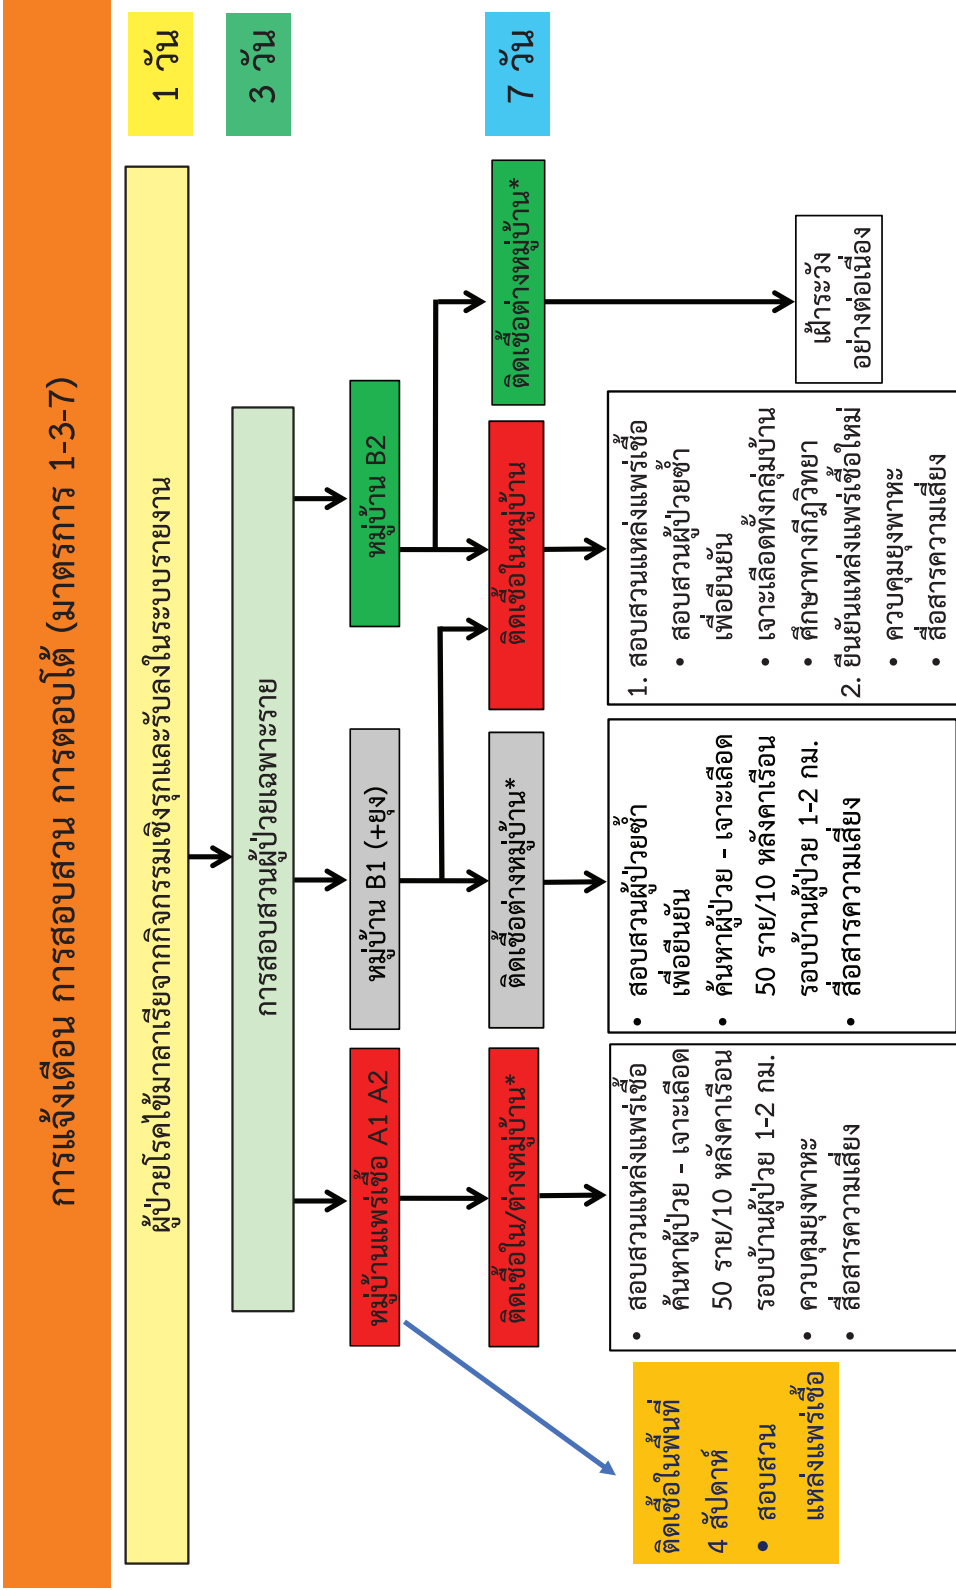 การแจ้งเตือน การสอบสวน การตอบโต้ (มาตรการ 1-3-7)
ผู้ป่วยโรคไข้มาลาเรียจากกิจกรรมเชิงรุกและรับลงในระบบรายงาน
1 วัน
การสอบสวนผู้ป่วยเฉพาะราย
3 วัน
หมู่บ้านแพร่เชื้อ A1 A2
หมู่บ้าน B1 (+ยุง)
หมู่บ้าน B2
ติดเชื้อใน/ต่างหมู่บ้าน*
ติดเชื้อต่างหมู่บ้าน*
ติดเชื้อในหมู่บ้าน
ติดเชื้อต่างหมู่บ้าน*
7 วัน
ติดเชื้อในพื้นที่
4 สัปดาห์
• สอบสวน
แหล่งแพร่เชื้อ
• สอบสวนแหล่งแพร่เชื้อ
ค้นหาผู้ป่วย - เจาะเลือด
50 ราย/10 หลังคาเรือน
รอบบ้านผู้ป่วย 1-2 กม.
• ควบคุมยุงพาหะ
• สื่อสารความเสี่ยง
• สอบสวนผู้ป่วยซ้ำ
เพื่อยืนยัน
• ค้นหาผู้ป่วย - เจาะเลือด
50 ราย/10 หลังคาเรือน
รอบบ้านผู้ป่วย 1-2 กม.
• สื่อสารความเสี่ยง
1. สอบสวนแหล่งแพร่เชื้อ
• สอบสวนผู้ป่วยซ้ำ
เพื่อยืนยัน
• เจาะเลือดทั้งกลุ่มบ้าน
• ศึกษาทางกีฏวิทยา
2. ยืนยันแหล่งแพร่เชื้อใหม่
• ควบคุมยุงพาหะ
• สื่อสารความเสี่ยง
เฝ้าระวัง
อย่างต่อเนื่อง